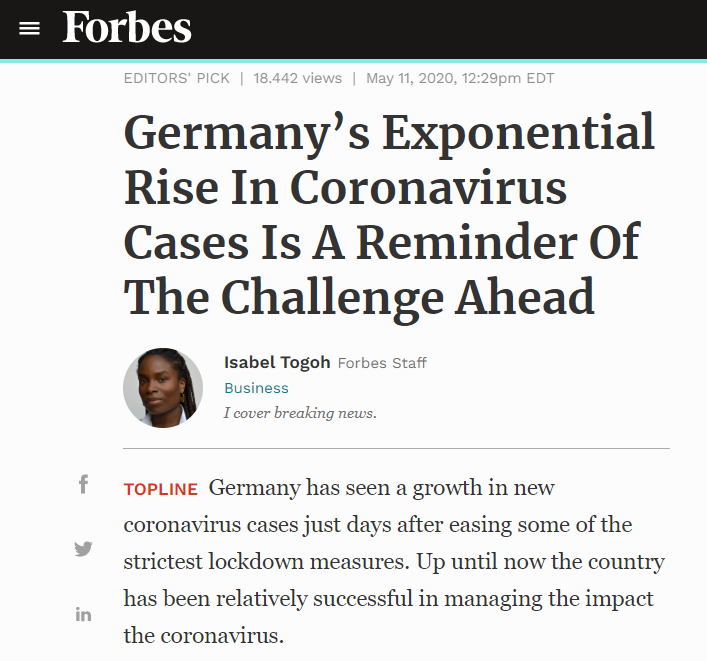 Forbes
EDITORS' PICK | 18.442 views | May 11, 2020, 12:29pm EDT
Germany’s Exponential
Rise In Coronavirus
Cases Is A Reminder Of
The Challenge Ahead
Isabel Togoh Forbes Staff
Business
I cover breaking news.
TOPLINE Germany has seen a growth in new
coronavirus cases just days after easing some of the
strictest lockdown measures. Up until now the country
has been relatively successful in managing the impact
the coronavirus.